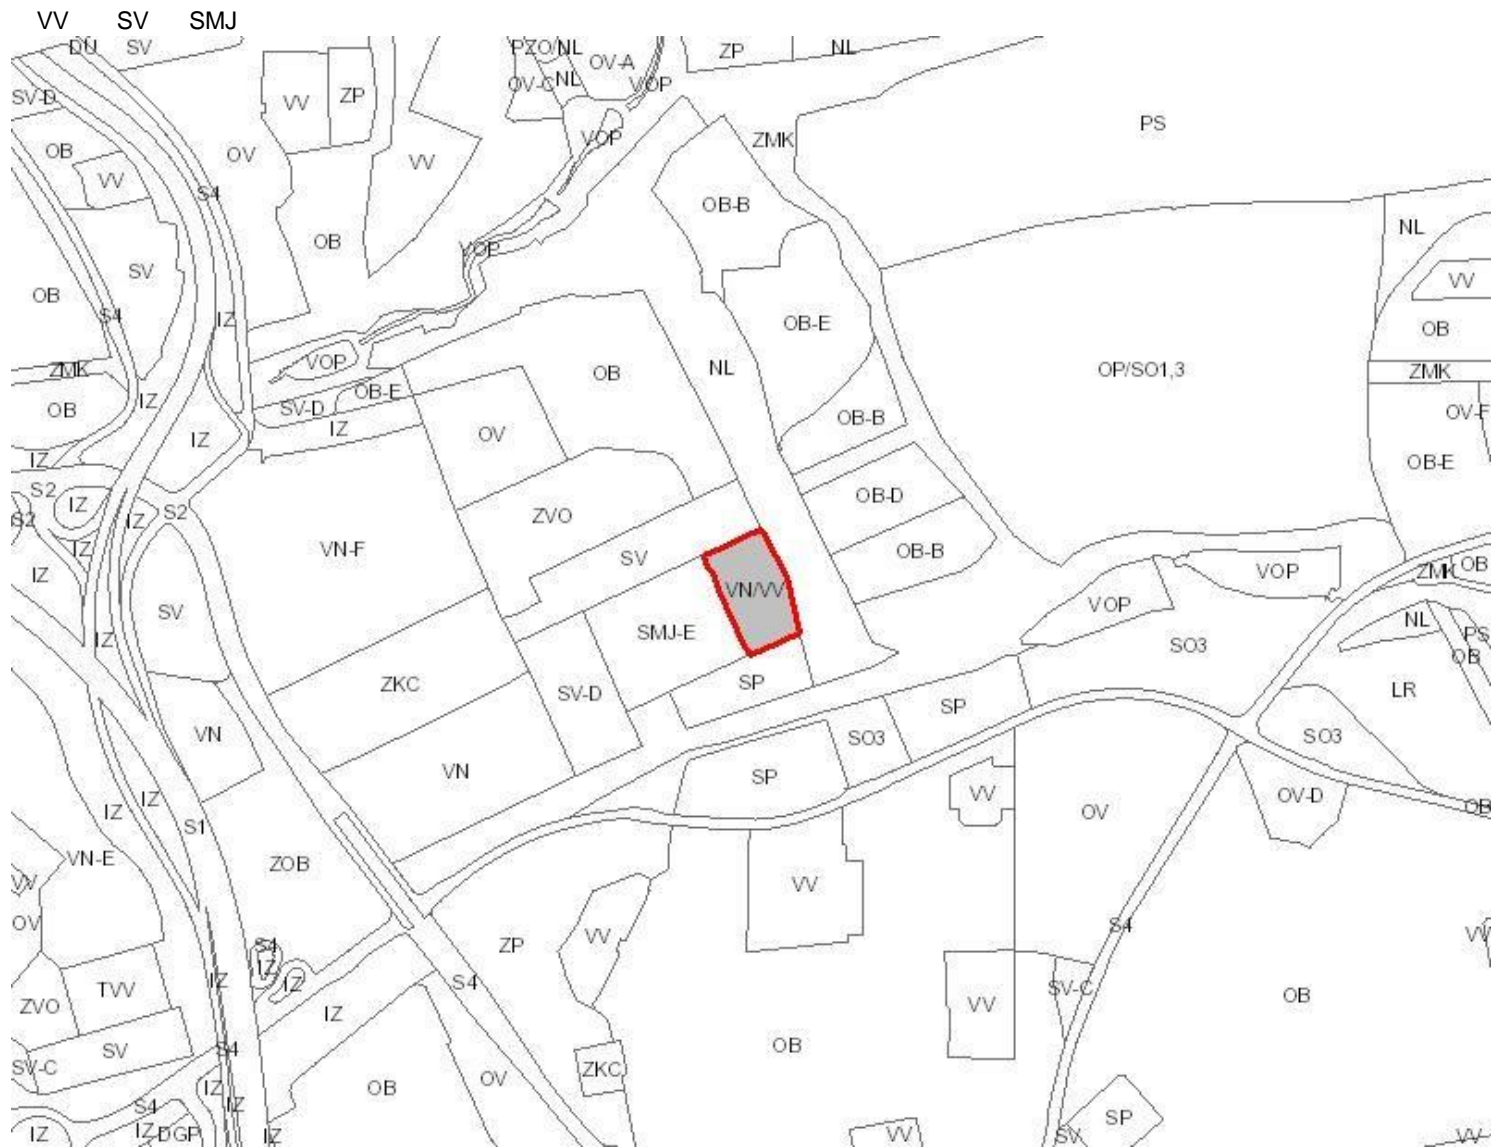 VV SV SMJ
DU SV PZO/NL ZP NL
OV-A
SV-D VV ZP OV-C NL VOP
PS
OB OV VV VOP ZMK
VV S4
OB-B
OB VOP NL
SV VV
OB S4 IZ OB-E OB
VOP
ZMK OB NL OP/SO1,3 ZMK
OB IZ SV-D OB-E OB-B OV-F
IZ IZ IZ OV OB-E
S2 IZ OB-D
S2 IZ S2 ZVO
IZ VN-F SV OB-B VOP ZMK OB
IZ VN/VV VOP
SV NL
IZ SMJ-E SO3 PS
OB
ZKC SV-D SP LR
VN SP
SO3 SO3
VN SP
IZ IZ VV OV OV-D OB
S1
VN-E ZOB
VV VV
OV S4 VV S4 VV
IZ ZP
TVV IZ IZ S4 SV-C OB
ZVO IZ VV
SV S4 OB
SV-C ZKC
IZ OB OV
S4 IZ SP
IZ IZ DGP IZ VV SV VV